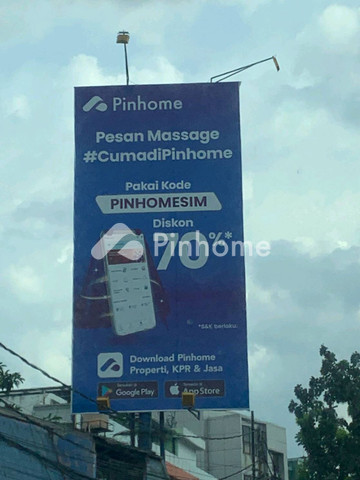 Pinhome
Pesan Massage
#CumadiPinhome
Pakai Kode
PINHOMESIM
Diskon
70%*
Pinhome
*S&K berlaku
Download Pinhome
Properti, KPR & Jasa
Google Play
App Store